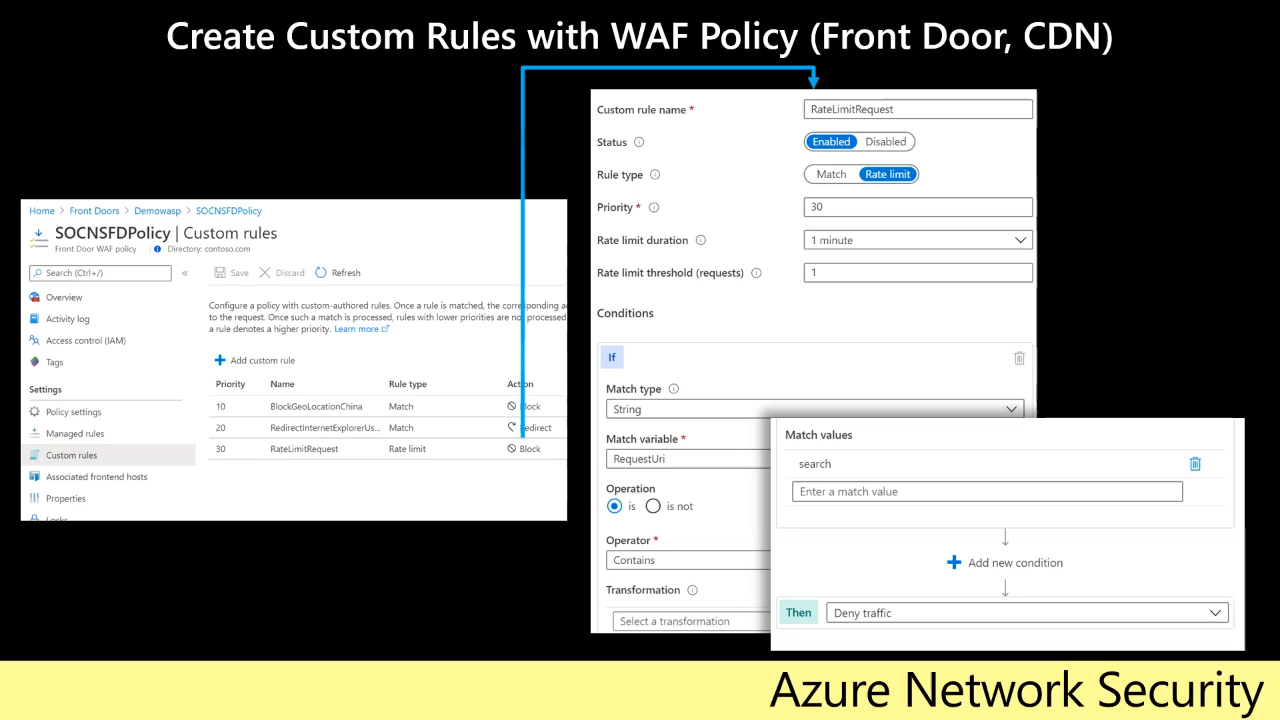 Create Custom Rules with WAF Policy (Front Door, CDN)
Home > Front Doors > Demowasp > SOCNSFDPolicy
SOCNSFDPolicy | Custom rules
Front Door WAF policy | Directory: contoso.com
Search (Ctrl+/) «
Overview
Activity log
Access control (IAM)
Tags
Settings
Policy settings
Managed rules
Custom rules
Associated frontend hosts
Properties
Locks
Save Discard Refresh
Configure a policy with custom-authored rules. Once a rule is matched, the corresponding a
to the request. Once such a match is processed, rules with lower priorities are not processed
a rule denotes a higher priority. Learn more
Add custom rule
Priority Name Rule type Action
10 BlockGeoLocationChina Match Block
20 RedirectInternetExplorerUs... Match Redirect
30 RateLimitRequest Rate limit Block
Custom rule name * RateLimitRequest
Status Enabled Disabled
Rule type Match Rate limit
Priority * 30
Rate limit duration 1 minute
Rate limit threshold (requests) 1
Conditions
If
Match type
String
Match variable *
RequestUri
Operation
is is not
Operator *
Contains
Transformation
Select a transformation
Match values
search
Enter a match value
Add new condition
Then Deny traffic
Azure Network Security